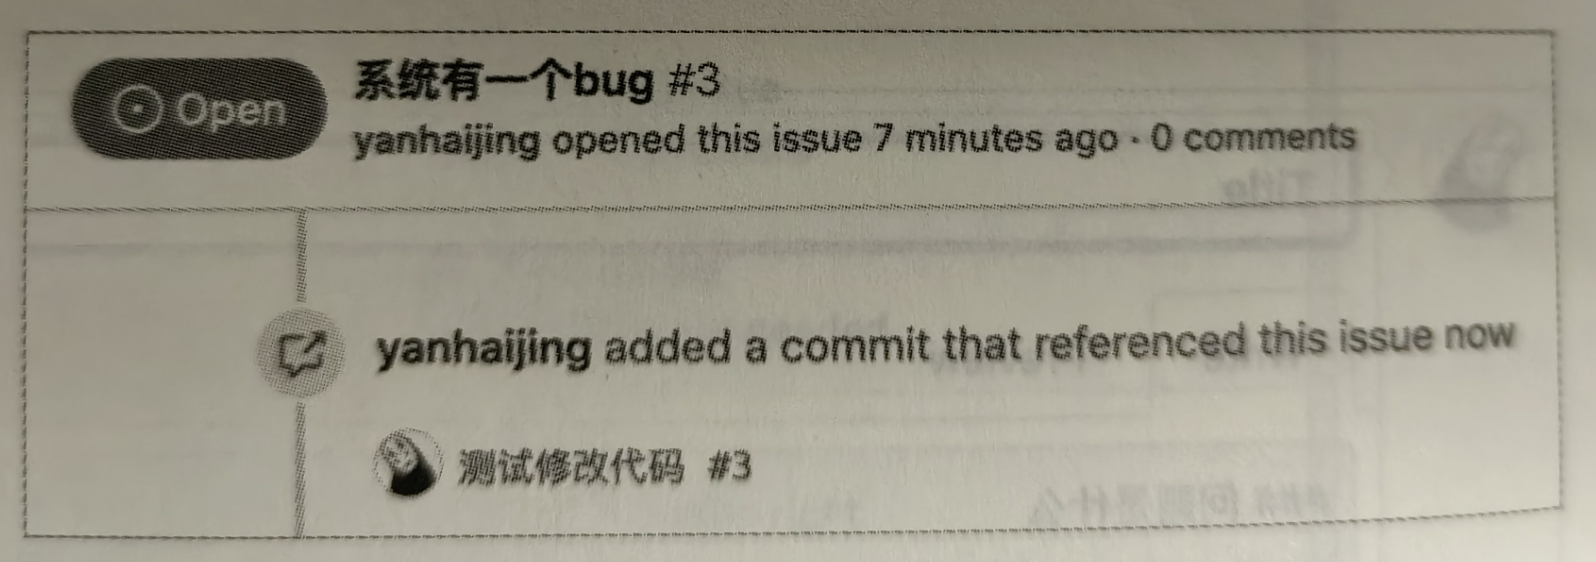 Open
系统有一个bug #3
yanhaijing opened this issue 7 minutes ago · 0 comments
yanhaijing added a commit that referenced this issue now
测试修改代码 #3